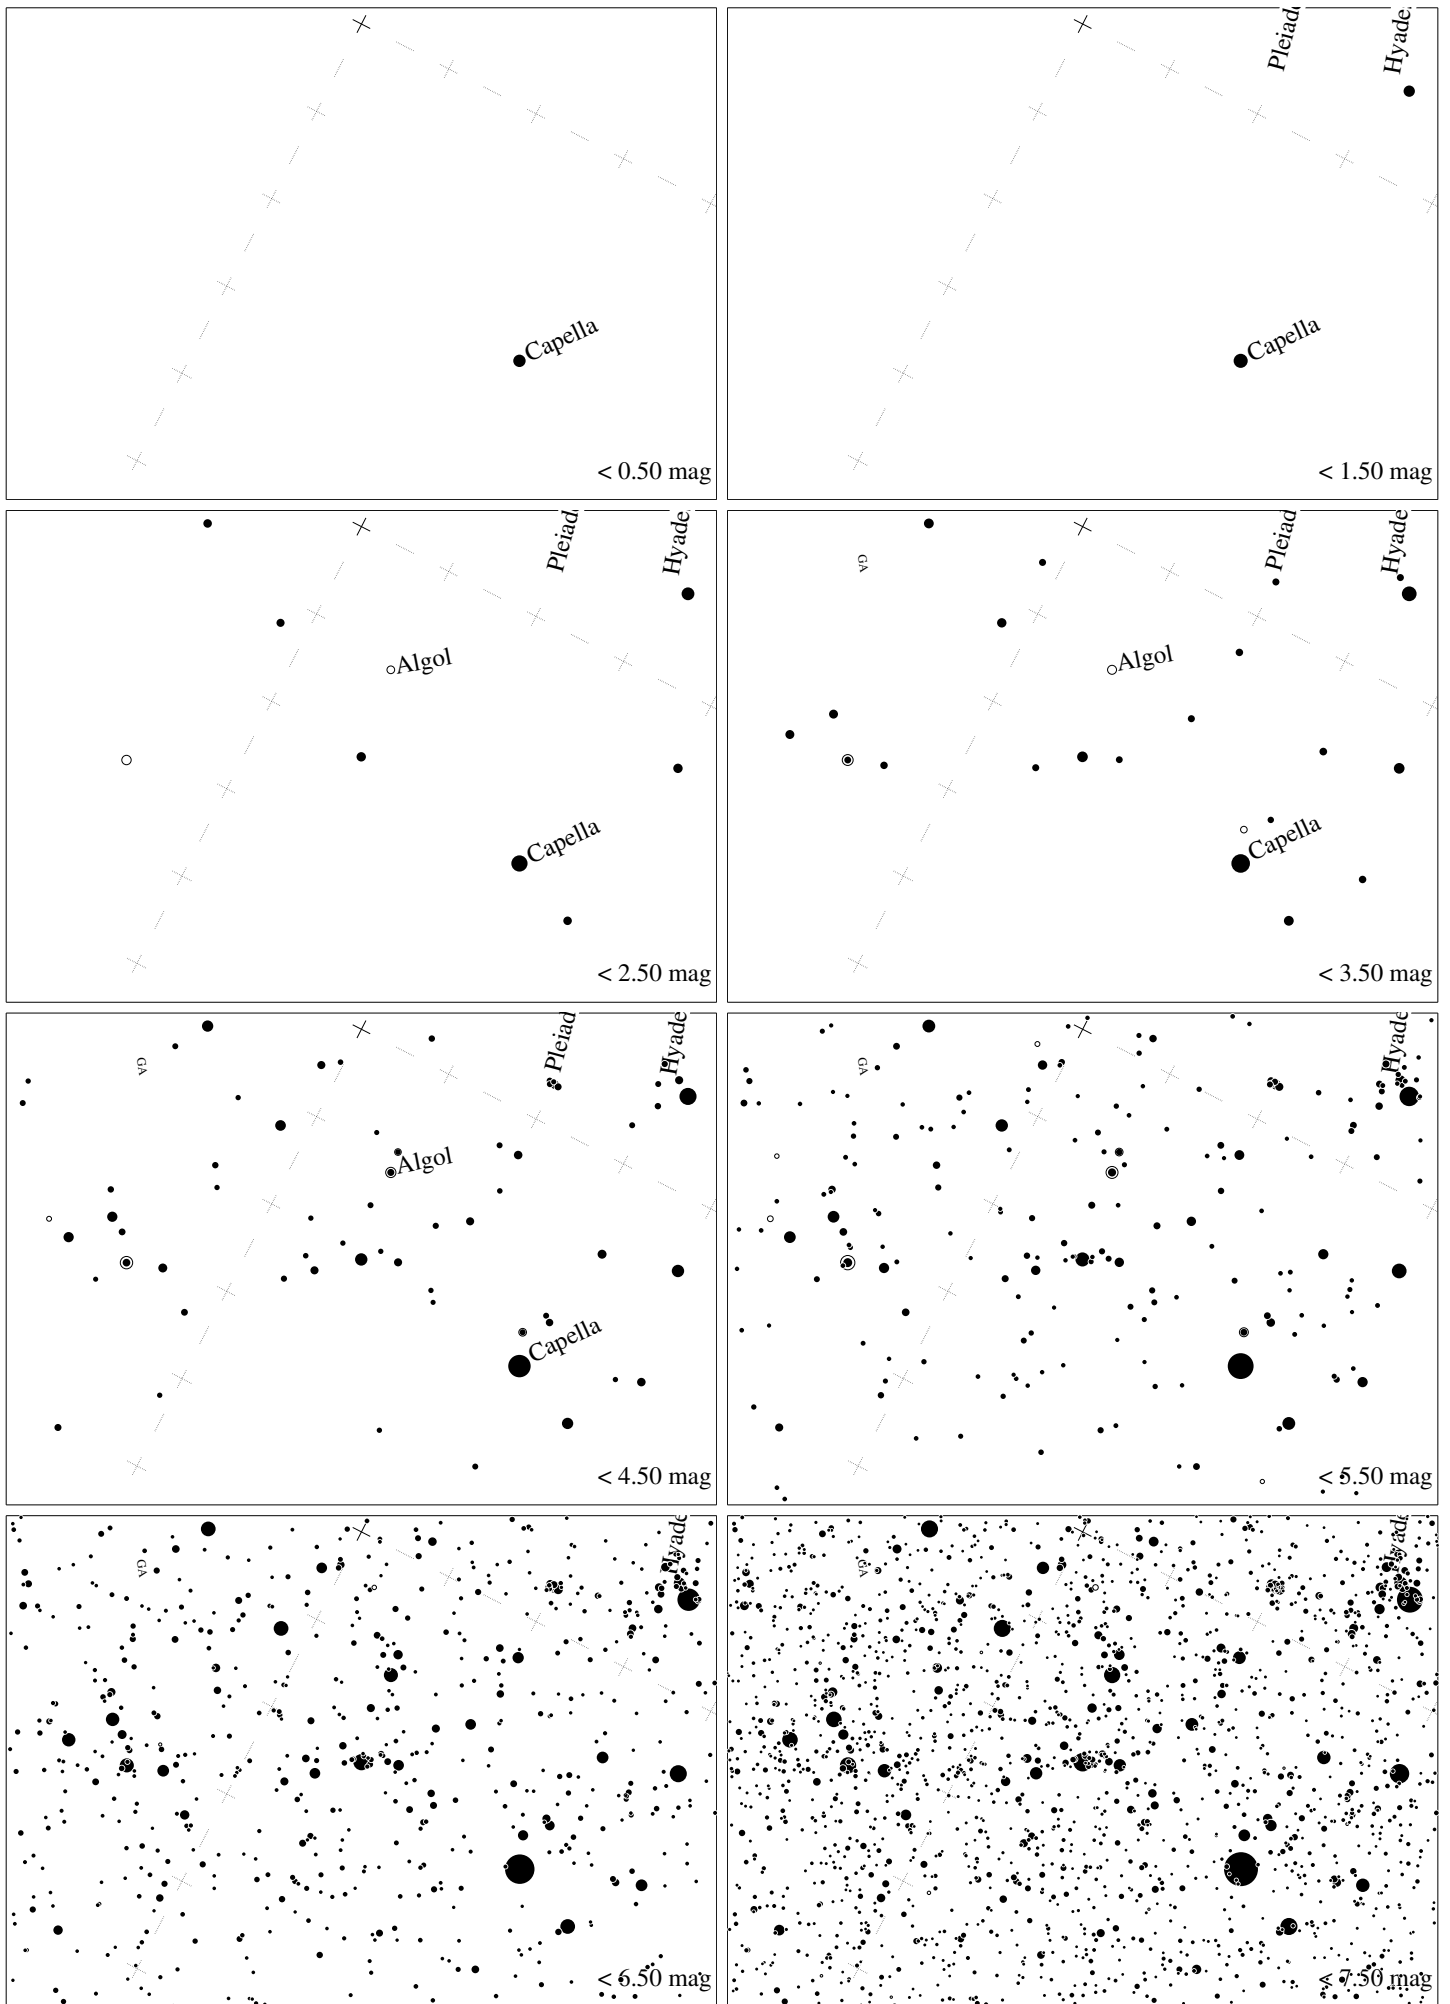 Capella
< 0.50 mag
Pleiad
Hyade
Capella
< 1.50 mag
Pleiad
Hyade
Algol
Capella
< 2.50 mag
GA
Pleiad
Hyade
Algol
Capella
< 3.50 mag
GA
Pleiad
Hyade
Algol
Capella
< 4.50 mag
GA
Hyade
< 5.50 mag
GA
Hyade
< 6.50 mag
GA
Hyade
< 7.50 mag